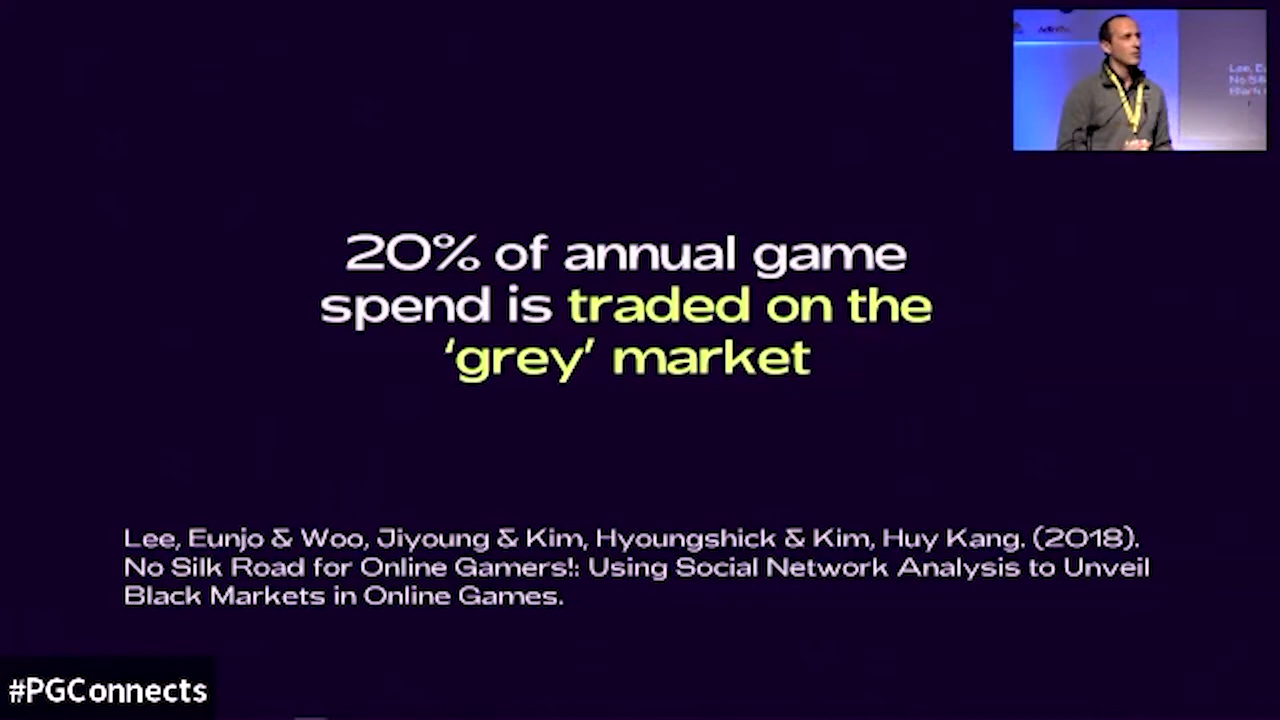 20% of annual game
spend is traded on the
‘grey’ market
Lee, Eunjo & Woo, Jiyoung & Kim, Hyoungshick & Kim, Huy Kang. (2018).
No Silk Road for Online Gamers!: Using Social Network Analysis to Unveil
Black Markets in Online Games.
#PGConnects